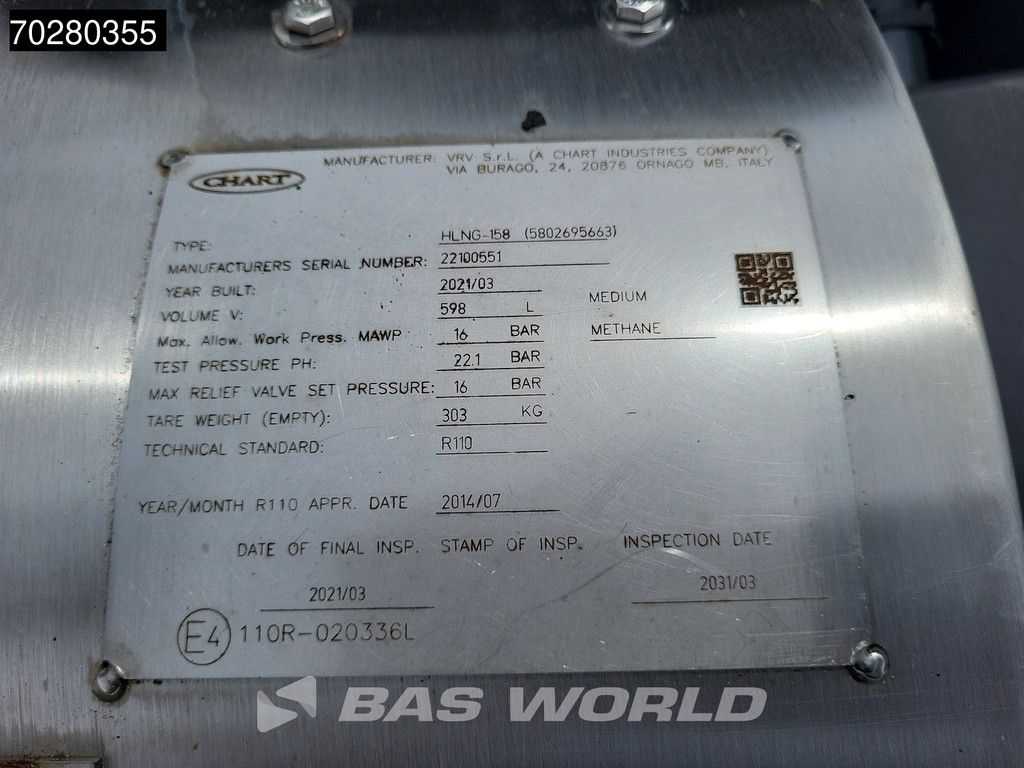 70280355
CHART
MANUFACTURER: VRV S.r.L. (A CHART INDUSTRIES COMPANY)
VIA BURAGO, 24, 20876 ORNAGO MB, ITALY
TYPE: HLNG-158 (5802695663)
MANUFACTURERS SERIAL NUMBER: 22100551
YEAR BUILT: 2021/03
VOLUME V: 598 L MEDIUM
Max. Allow. Work Press. MAWP 16 BAR METHANE
TEST PRESSURE PH: 22.1 BAR
MAX RELIEF VALVE SET PRESSURE: 16 BAR
TARE WEIGHT (EMPTY): 303 KG -
TECHNICAL STANDARD: R110
YEAR/MONTH R110 APPR. DATE 2014/07
DATE OF FINAL INSP. STAMP OF INSP. INSPECTION DATE
2021/03 2031/03
E4 110R-020336L
BAS WORLD